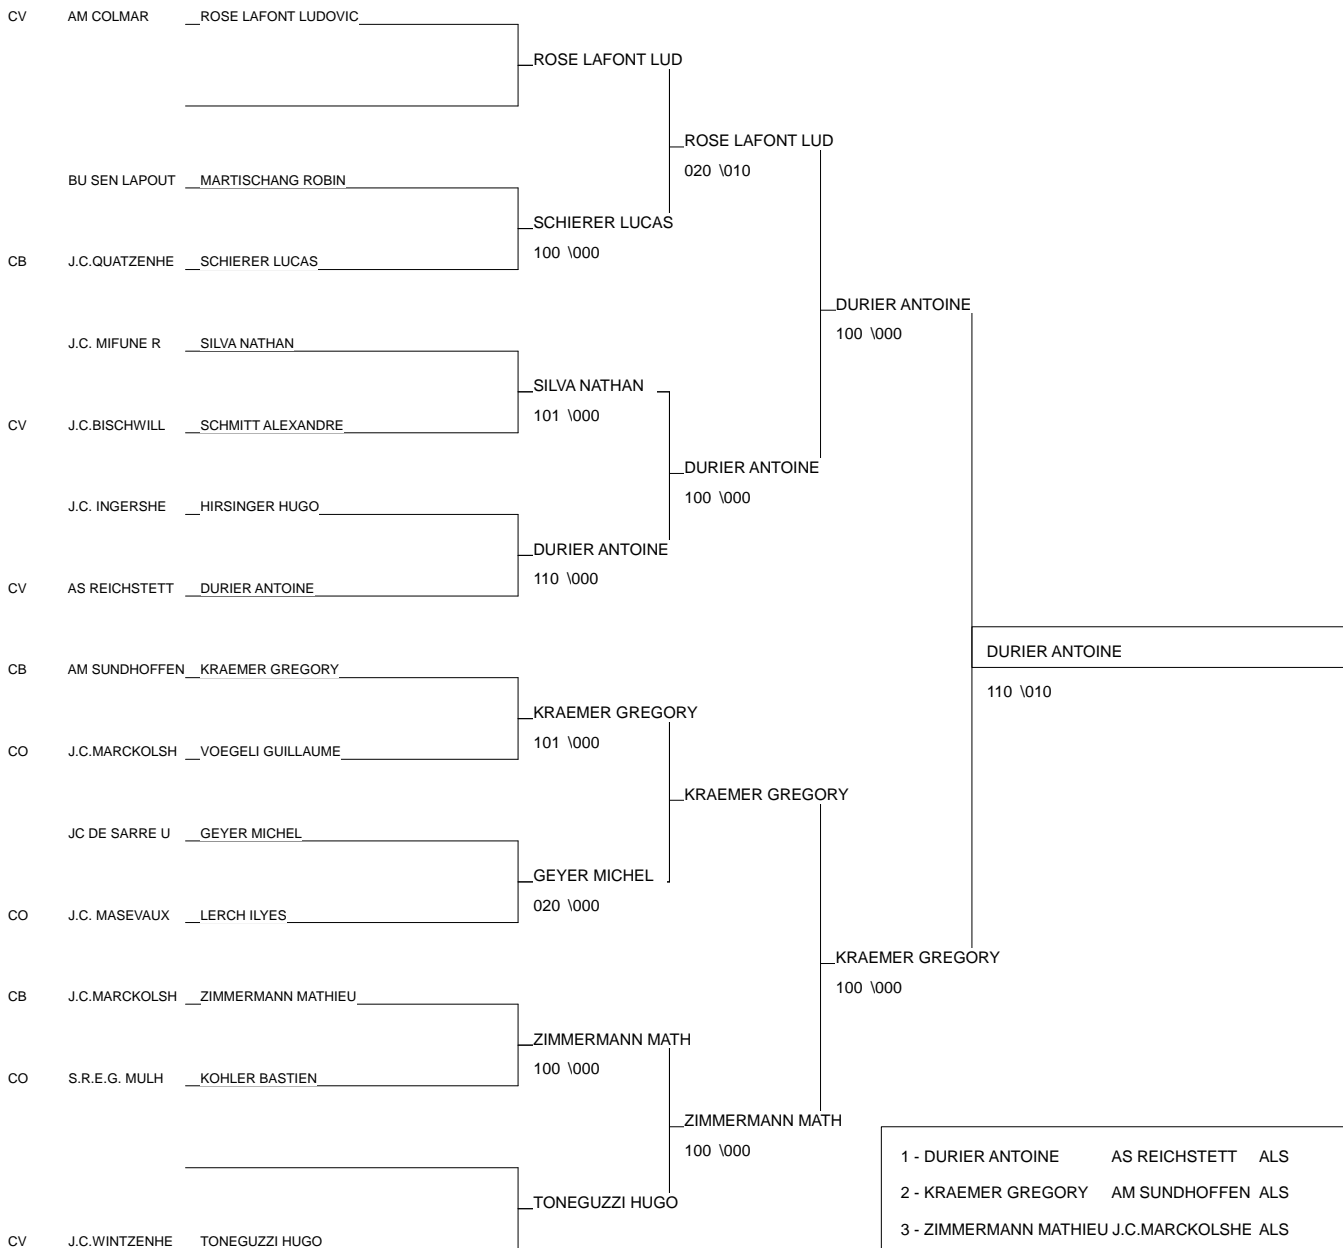 CV AM COLMAR ROSE LAFONT LUDOVIC
ROSE LAFONT LUD
ROSE LAFONT LUD
020 \010
BU SEN LAPOUT MARTISCHANG ROBIN
SCHIERER LUCAS
100 \000
CB J.C.QUATZENHE SCHIERER LUCAS
DURIER ANTOINE
100 \000
J.C. MIFUNE R SILVA NATHAN
SILVA NATHAN
101 \000
CV J.C.BISCHWILL SCHMITT ALEXANDRE
DURIER ANTOINE
100 \000
J.C. INGERSHE HIRSINGER HUGO
DURIER ANTOINE
110 \000
CV AS REICHSTETT DURIER ANTOINE
DURIER ANTOINE
110 \010
CB AM SUNDHOFFEN KRAEMER GREGORY
KRAEMER GREGORY
101 \000
CO J.C.MARCKOLSH VOEGELI GUILLAUME
KRAEMER GREGORY
JC DE SARRE U GEYER MICHEL
GEYER MICHEL
020 \000
CO J.C. MASEVAUX LERCH ILYES
KRAEMER GREGORY
100 \000
CB J.C.MARCKOLSH ZIMMERMANN MATHIEU
ZIMMERMANN MATH
100 \000
CO S.R.E.G. MULH KOHLER BASTIEN
ZIMMERMANN MATH
100 \000
TONEGUZZI HUGO
CV J.C.WINTZENHE TONEGUZZI HUGO
1 - DURIER ANTOINE AS REICHSTETT ALS
2 - KRAEMER GREGORY AM SUNDHOFFEN ALS
3 - ZIMMERMANN MATHIEU J.C.MARCKOLSHE ALS